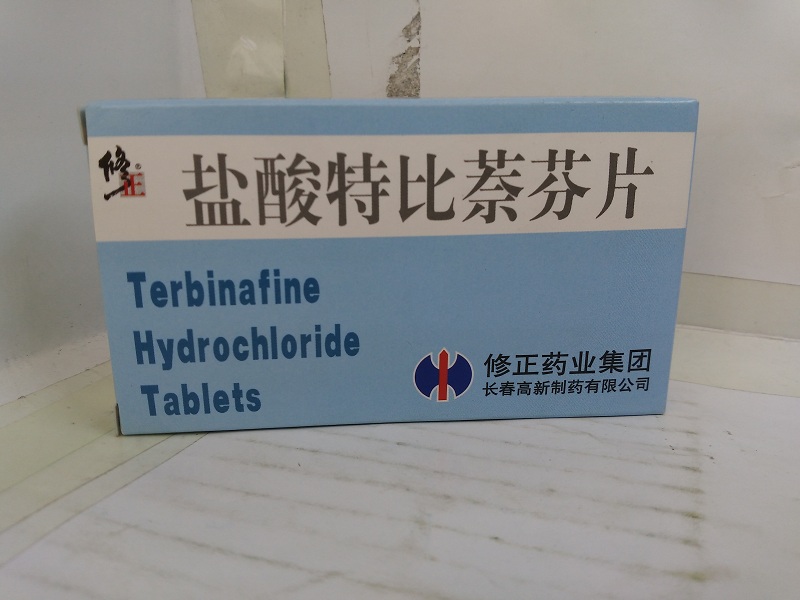 修正®
盐酸特比萘芬片
Terbinafine
Hydrochloride
Tablets
修正药业集团
长春高新制药有限公司